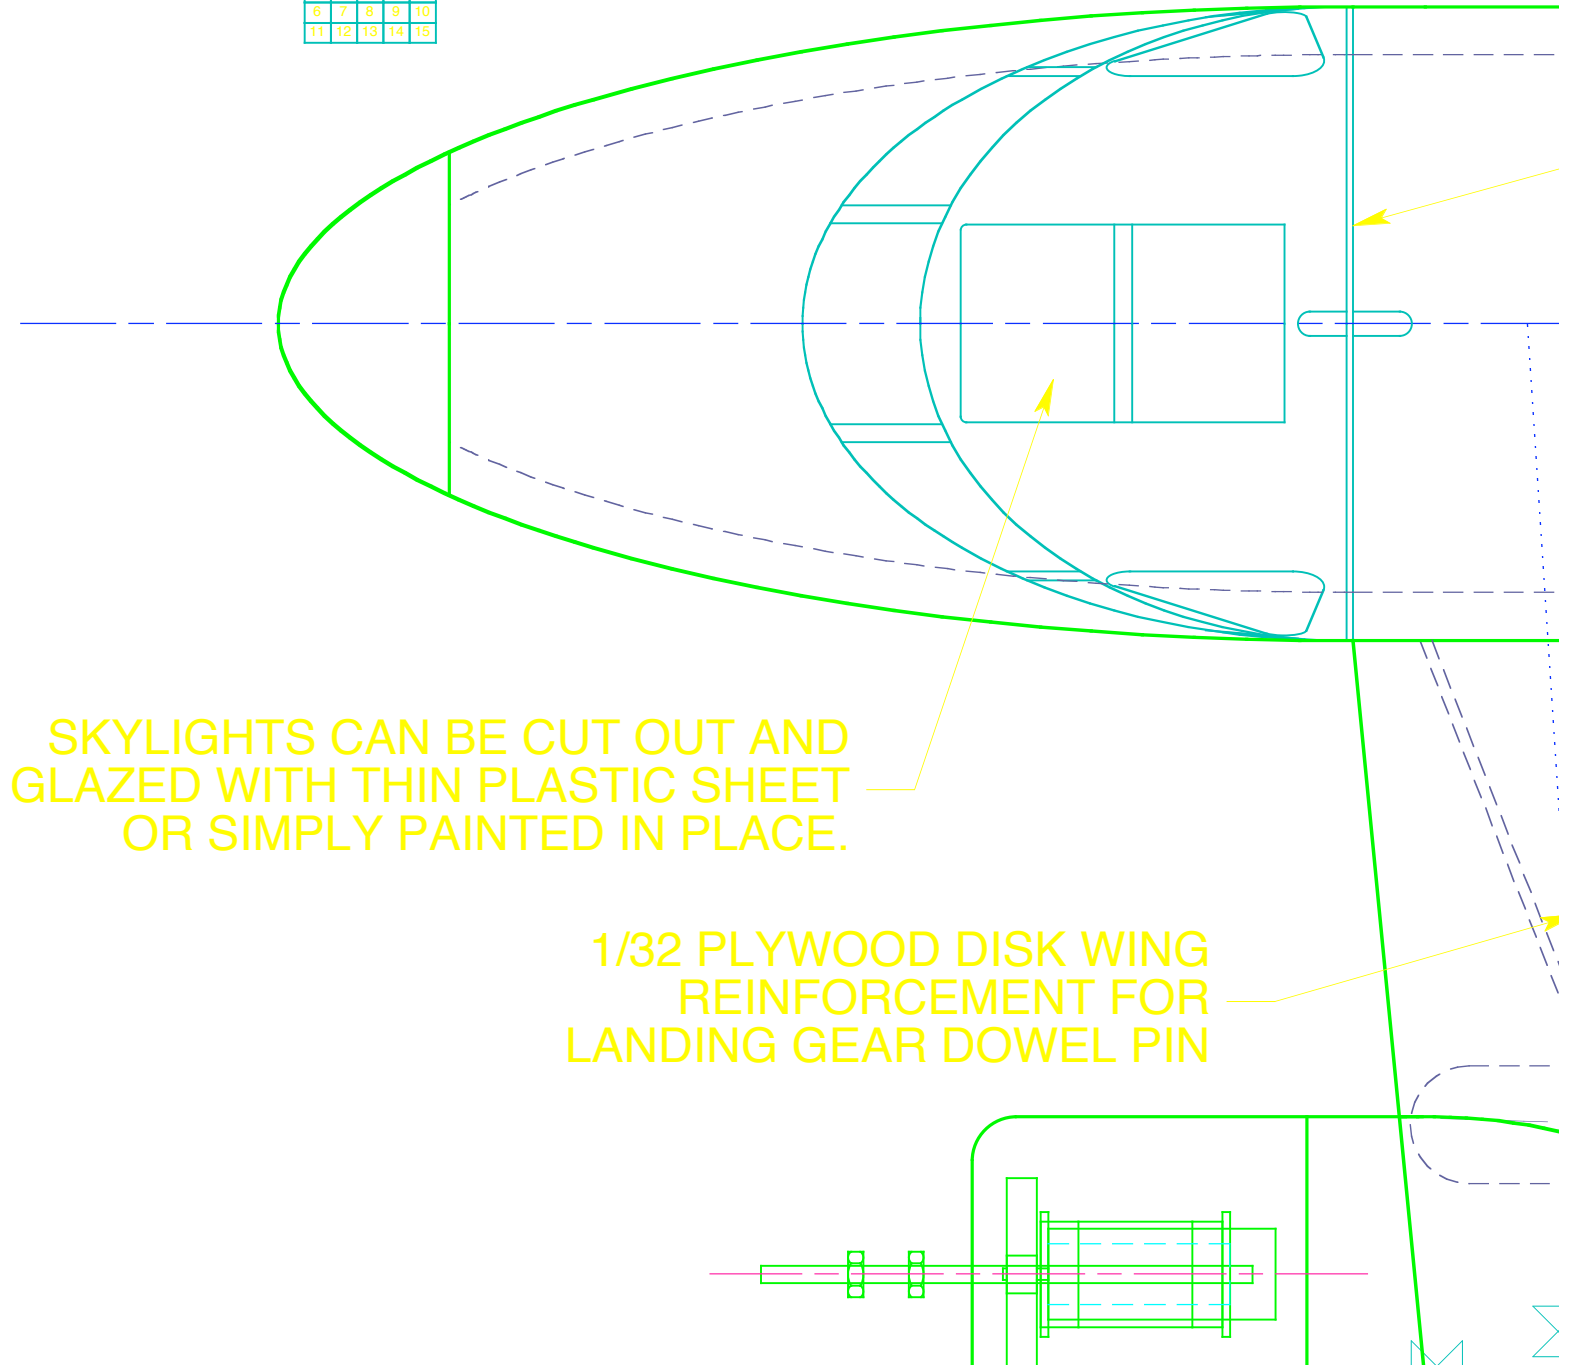 6 7 8 9 10
11 12 13 14 15
SKYLIGHTS CAN BE CUT OUT AND
GLAZED WITH THIN PLASTIC SHEET
OR SIMPLY PAINTED IN PLACE.
1/32 PLYWOOD DISK WING
REINFORCEMENT FOR
LANDING GEAR DOWEL PIN